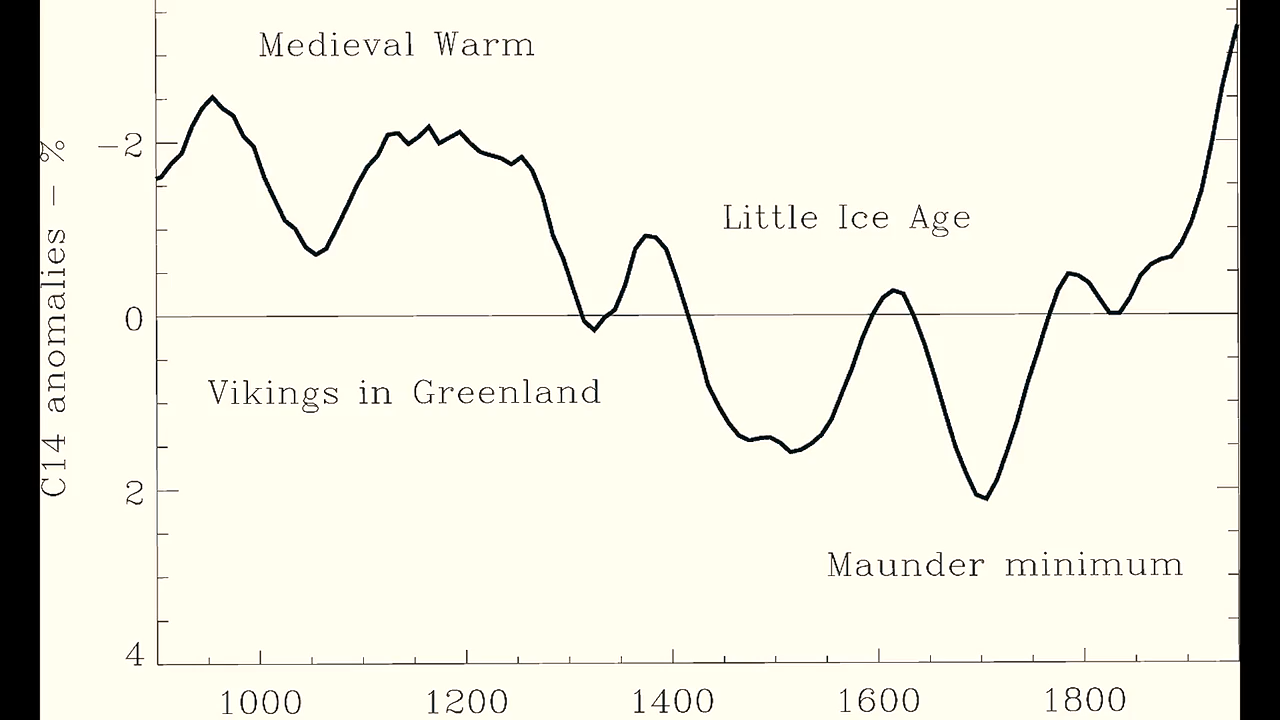 Medieval Warm
-2
C14 anomalies - %
Little Ice Age
0
Vikings in Greenland
2
Maunder minimum
4
1000 1200 1400 1600 1800